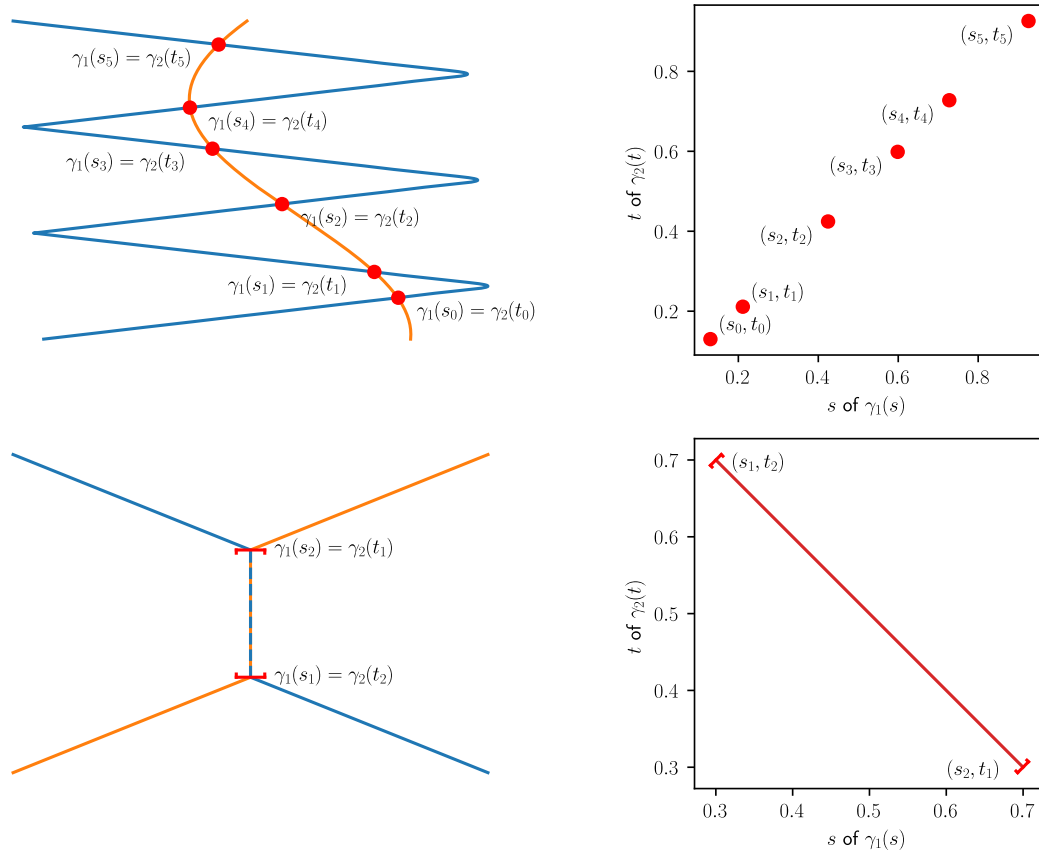 γ₁(s₅) = γ₂(t₅)
γ₁(s₄) = γ₂(t₄)
γ₁(s₃) = γ₂(t₃)
γ₁(s₂) = γ₂(t₂)
γ₁(s₁) = γ₂(t₁)
γ₁(s₀) = γ₂(t₀)
(s₅, t₅)
(s₄, t₄)
(s₃, t₃)
(s₂, t₂)
(s₁, t₁)
(s₀, t₀)
0.8
0.6
0.4
0.2
t of γ₂(t)
0.2 0.4 0.6 0.8
s of γ₁(s)
γ₁(s₂) = γ₂(t₁)
γ₁(s₁) = γ₂(t₂)
(s₁, t₂)
(s₂, t₁)
0.7
0.6
0.5
0.4
0.3
t of γ₂(t)
0.3 0.4 0.5 0.6 0.7
s of γ₁(s)